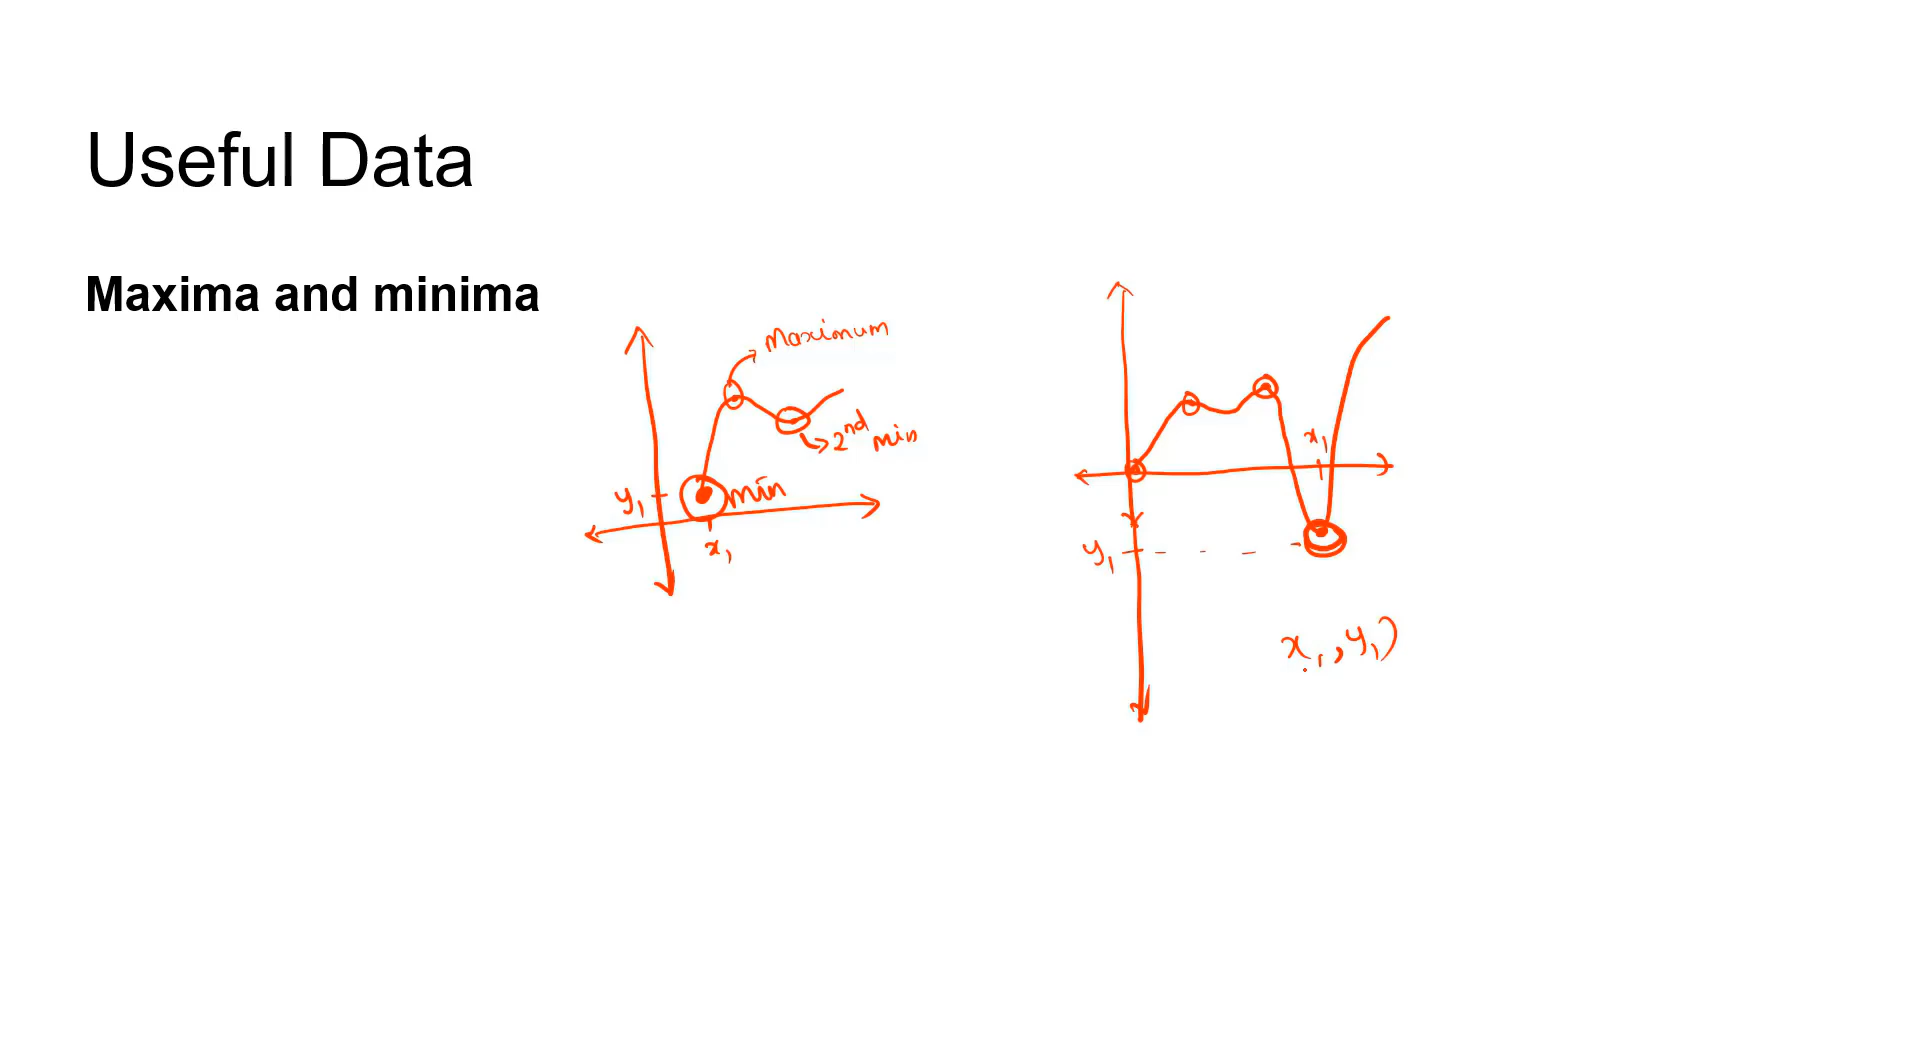 Useful Data
Maxima and minima
Maximum
2nd min
min
y1
x1
x1
y1
x1, y1)